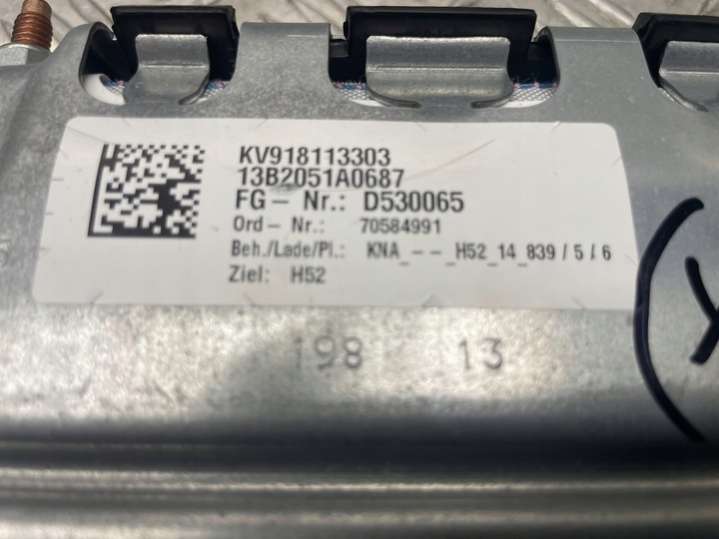 KV918113303
13B2051A0687
FG - Nr.: D530065
Ord - Nr.: 70584991
Beh./Lade/Pl.: KNA_--_H52_14_839/5/6
Ziel: H52
198 13